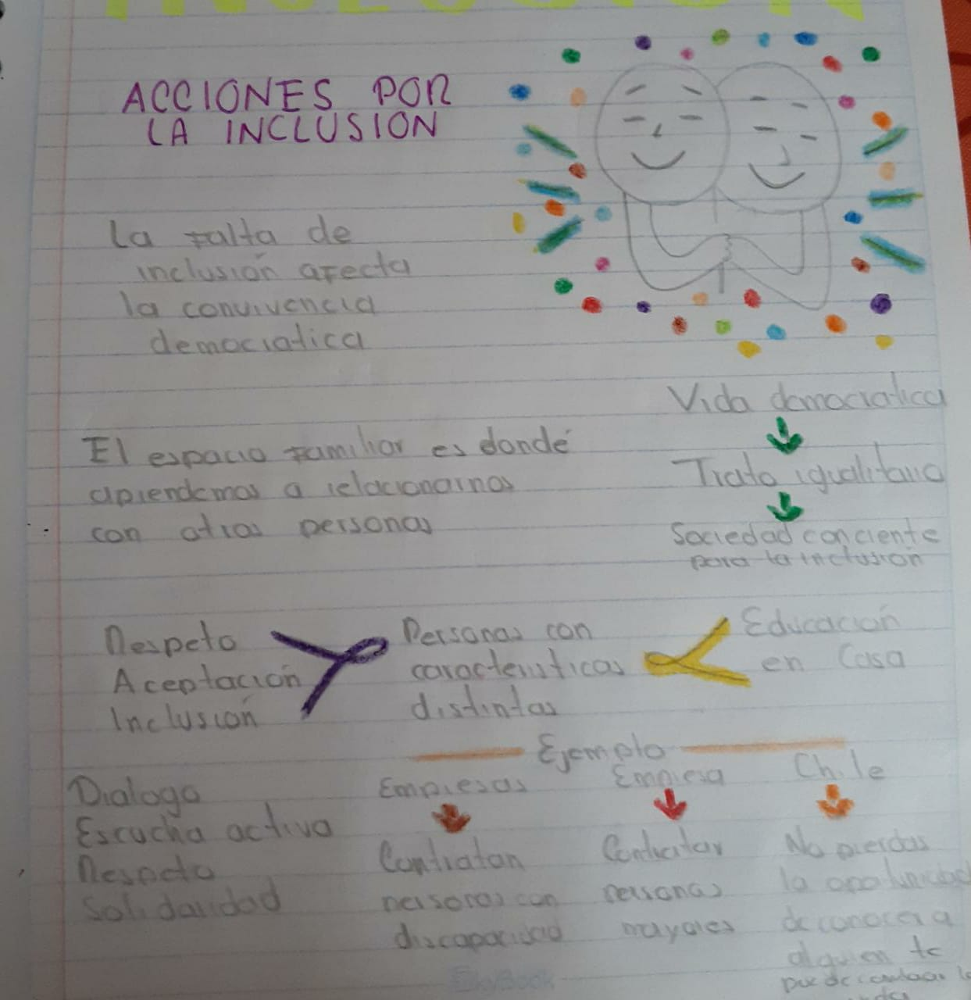 INCLUSION
ACCIONES POR
LA INCLUSION
La falta de
inclusión afecta
la convivencia
democratica
Vida democratica
El espacio familiar es dondé
aprendemos a relacionarnos
con otras personas
Trato igualitario
Sociedad conciente
para la inclusión
Respeto
Aceptación
Inclusión
Personas con
caracteristicas
distintas
Educación
en Casa
Ejemplo
Dialogo
Escucha activa
Respeto
Solidaridad
Empresas
Contratan
personas con
discapacidad
Empresa
Contratar
personas
mayores
Chile
No pierdas
la oportunidad
de conocer a
alguien te
puede cambiar